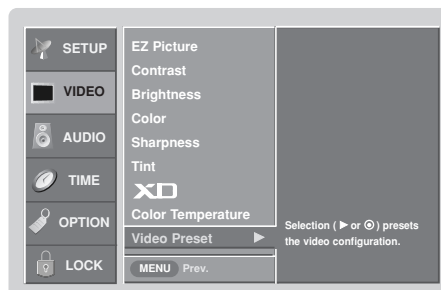 SETUP
VIDEO
AUDIO
TIME
OPTION
LOCK
EZ Picture
Contrast
Brightness
Color
Sharpness
Tint
XD
Color Temperature
Video Preset ▶
MENU Prev.
Selection ( ▶ or ⊙ ) presets
the video configuration.